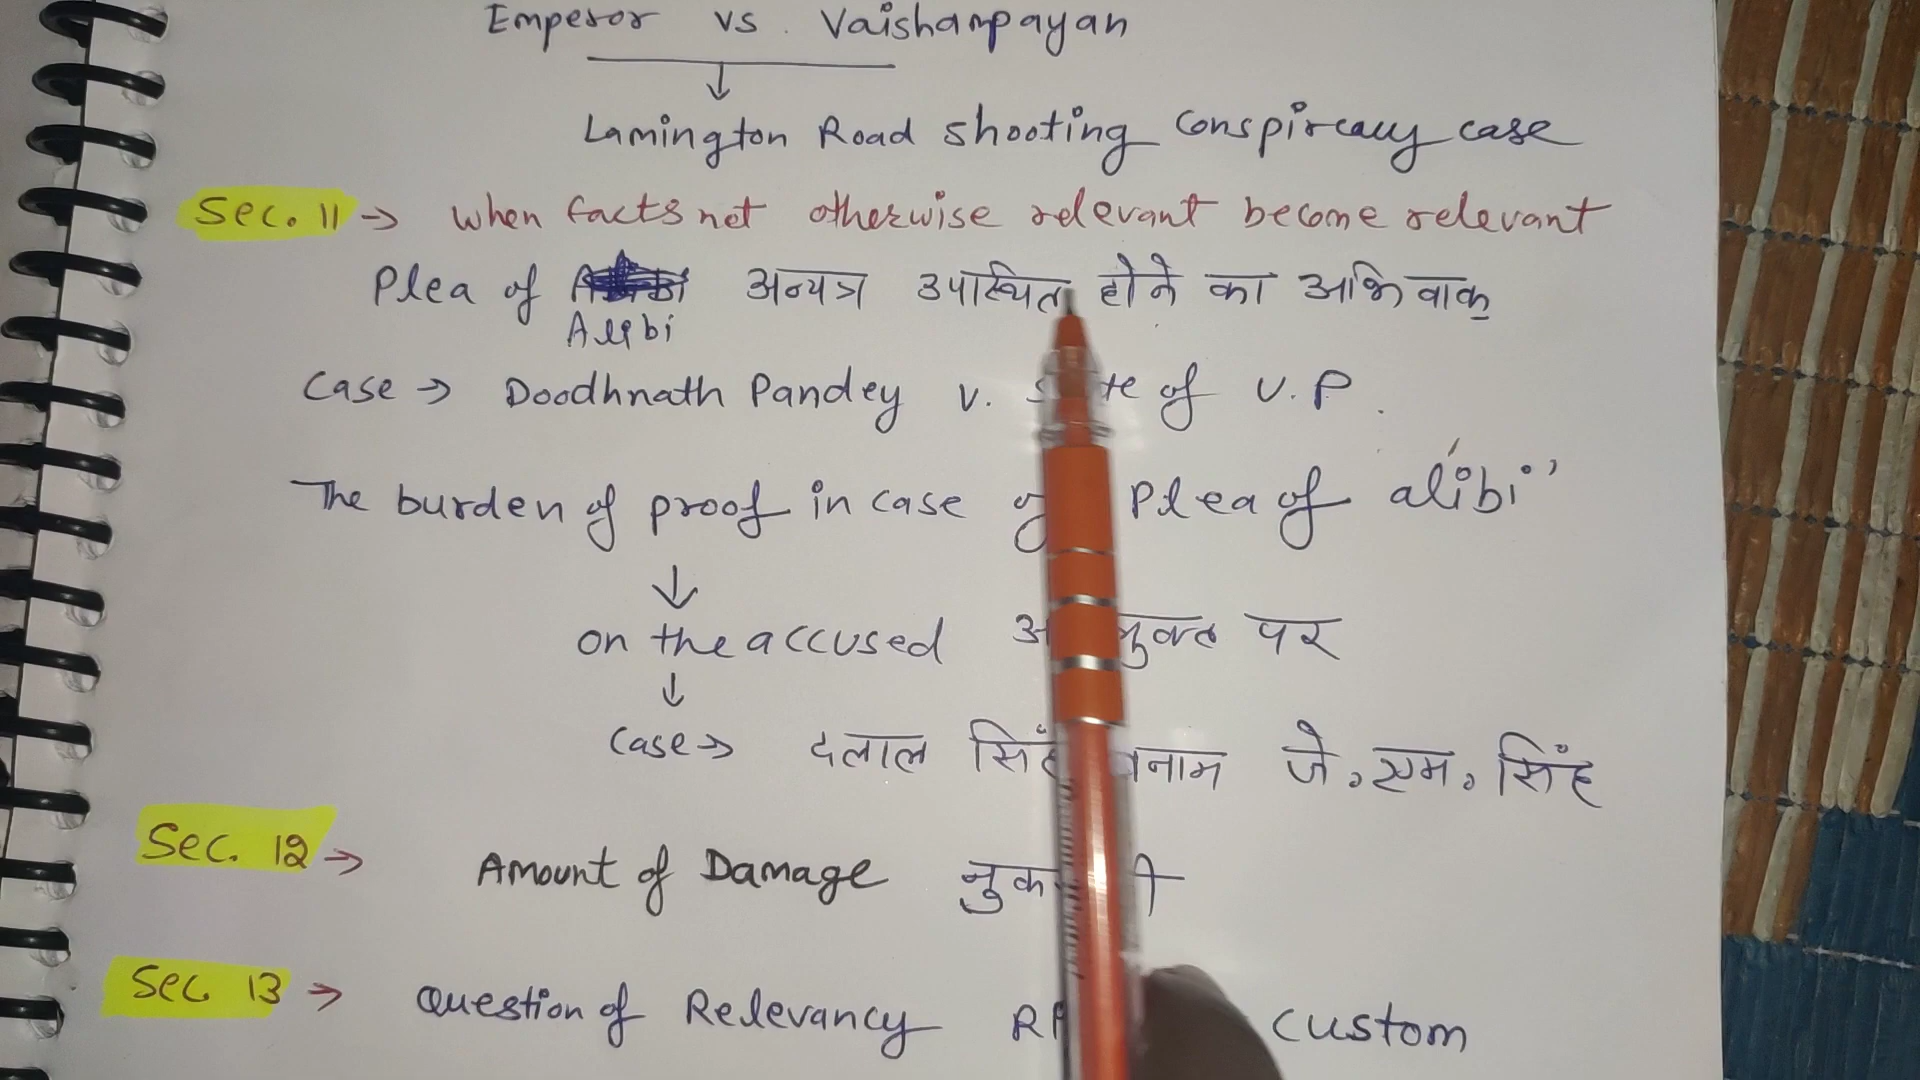 Emperor vs. Vaishampayan
↓
Lamington Road shooting conspircauy case
Sec. 11 → when facts not otherwise relevant become relevant
Plea of अन्यत्र उपस्थित होने का अभिवाक्
Alibi
Case → Doodhnath Pandey v. of U.P.
The burden of proof in case Plea of alibi"
↓
on the accused पर
↓
Case → दलाल जे. एम. सिंह
Sec. 12 → Amount of Damage
Sec 13 → Question of Relevancy custom